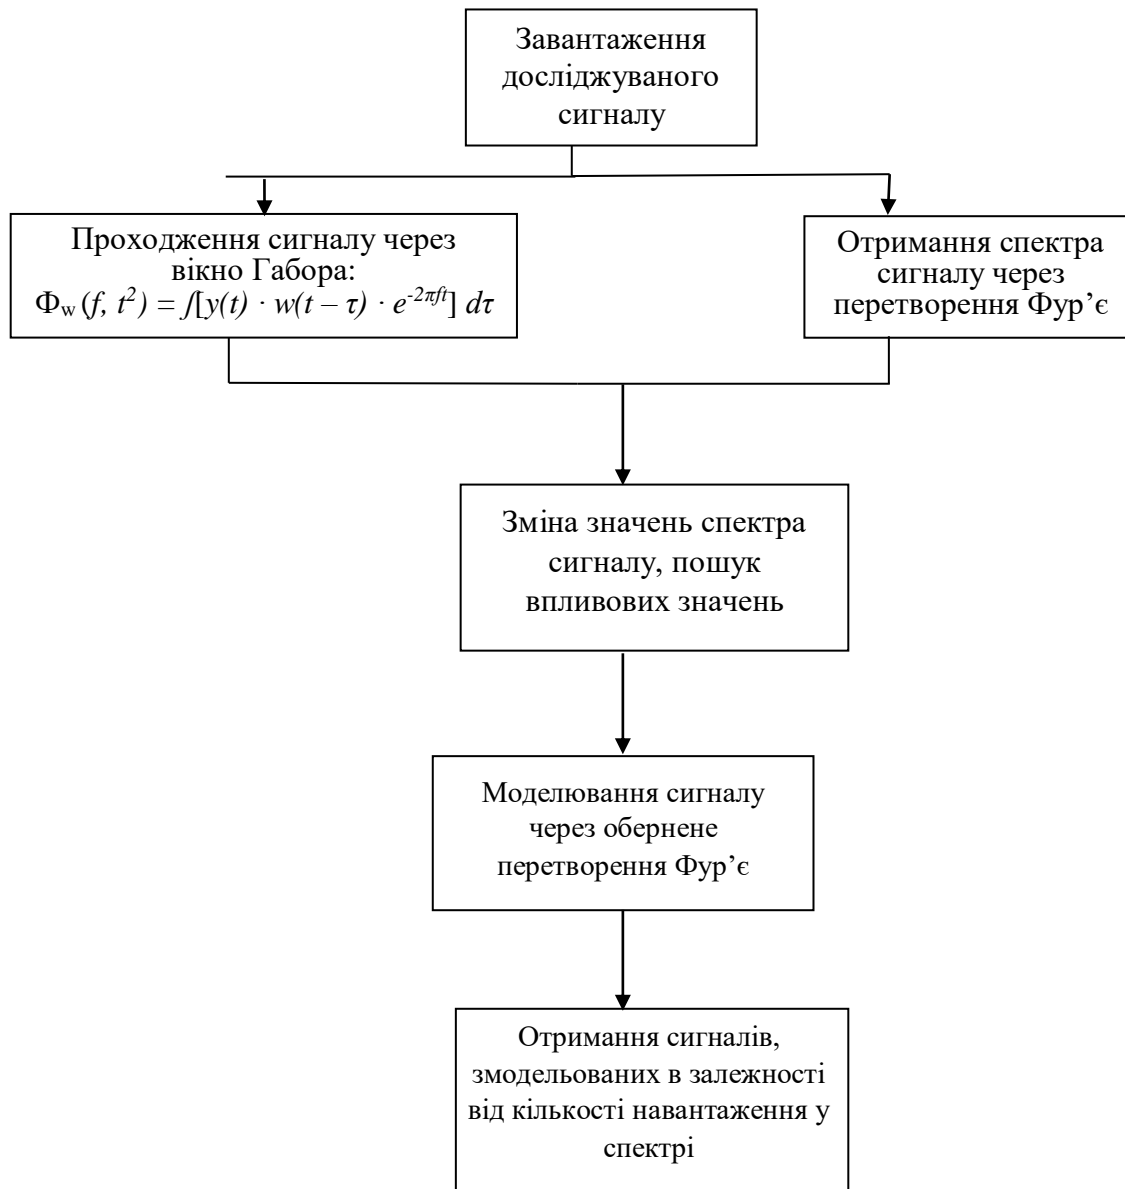 Завантаження
досліджуваного
сигналу
Проходження сигналу через
вікно Габора:
Φw (f, t²) = ∫[y(t) · w(t – τ) · e^-2πft] dτ
Отримання спектра
сигналу через
перетворення Фур’є
Зміна значень спектра
сигналу, пошук
впливових значень
Моделювання сигналу
через обернене
перетворення Фур’є
Отримання сигналів,
змодельованих в залежності
від кількості навантаження у
спектрі